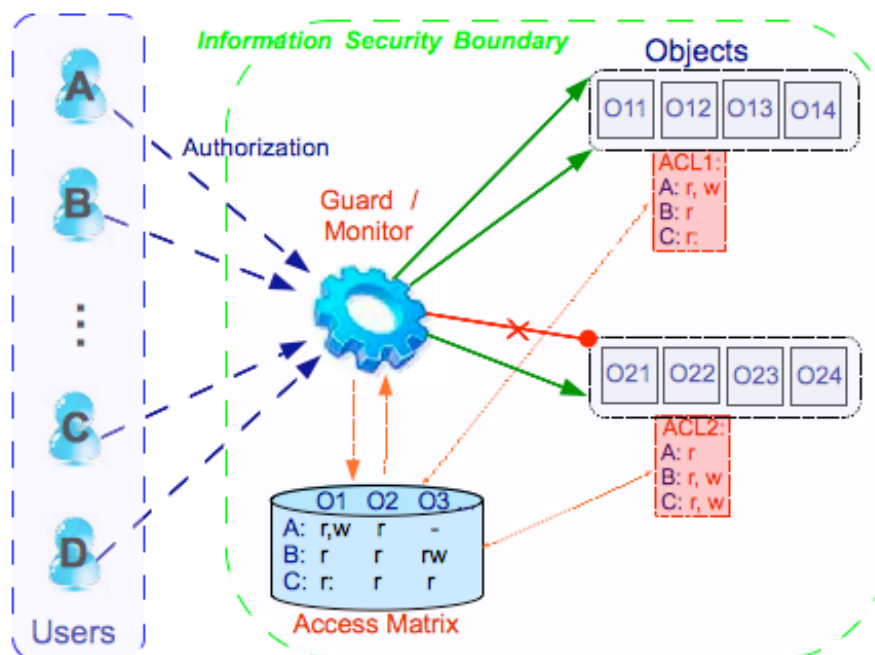 Information Security Boundary
Objects
A
B
⋮
C
D
Users
Authorization
Guard /
Monitor
O11 O12 O13 O14
ACL1:
A: r, w
B: r
C: r:
O21 O22 O23 O24
ACL2:
A: r
B: r, w
C: r, w
O1 O2 O3 ...
A: r,w r -
B: r r rw
C: r: r r
Access Matrix